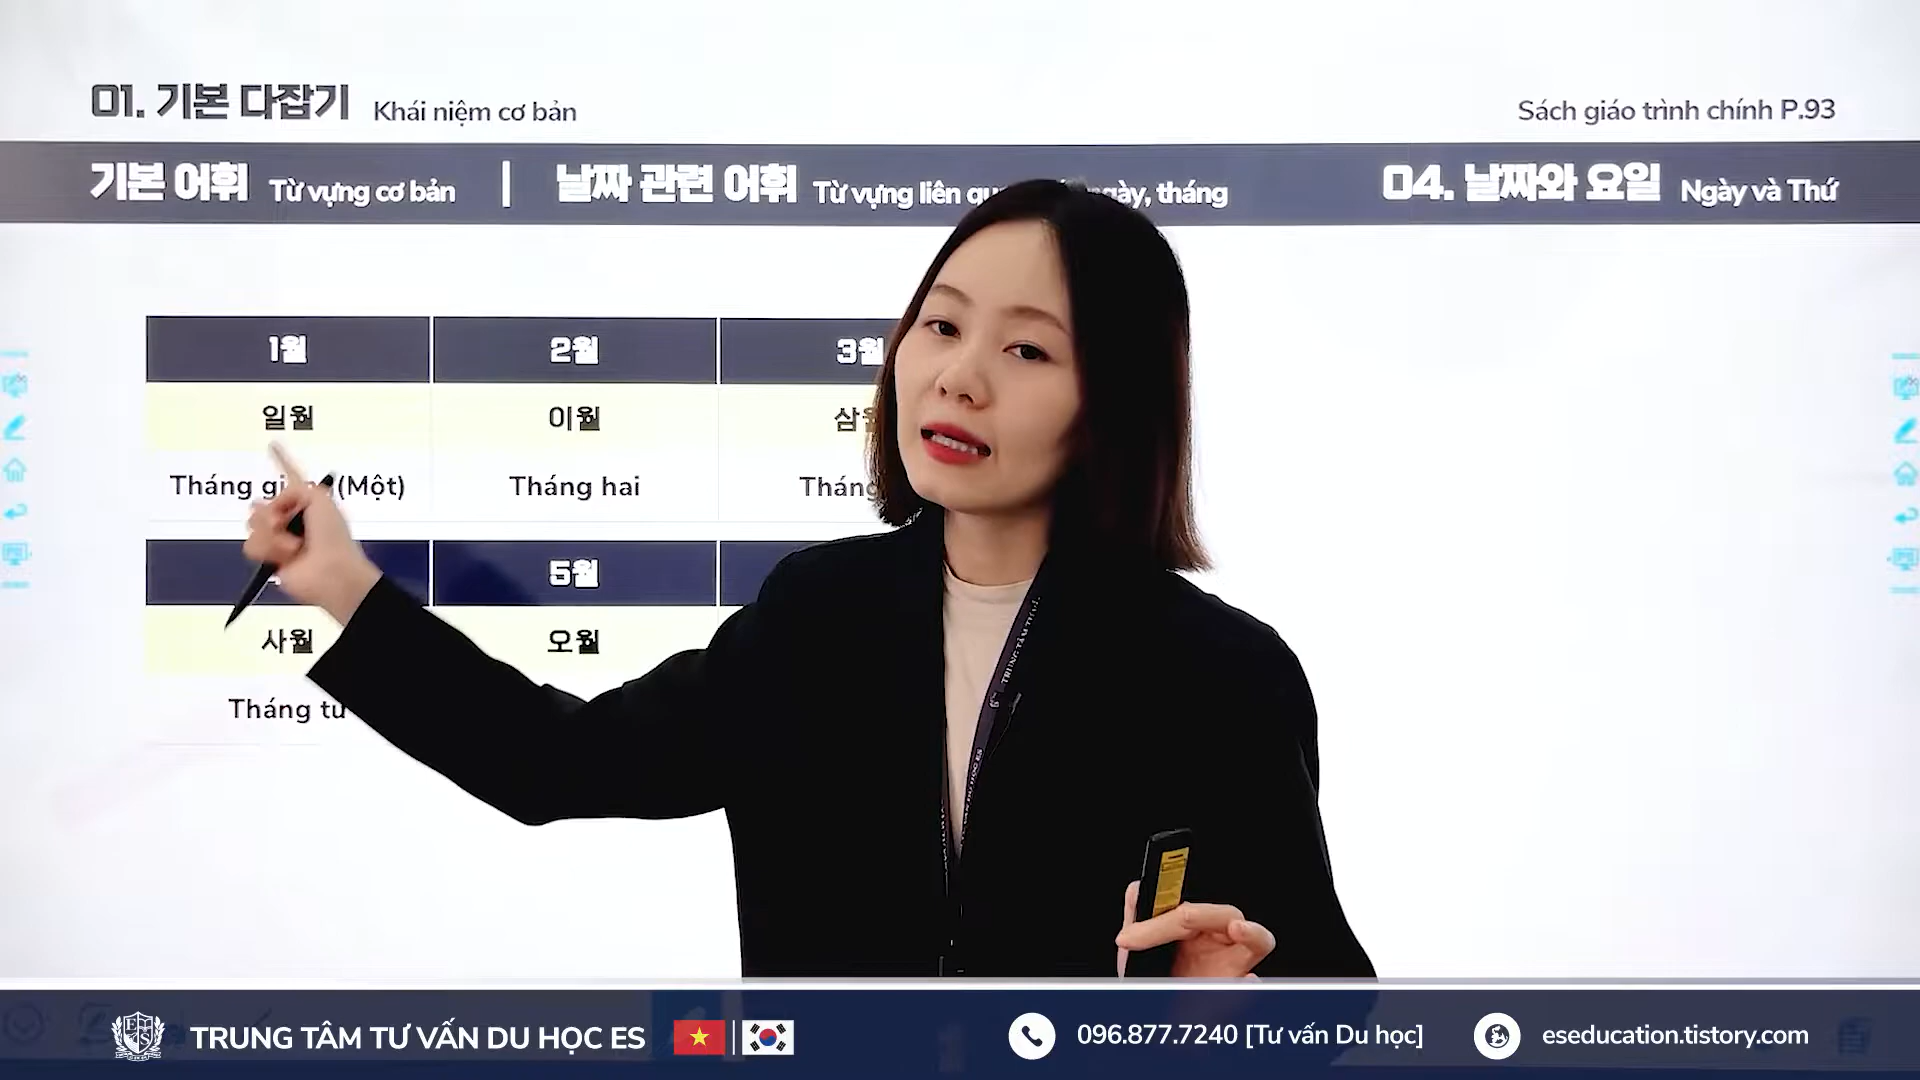 01. 기본 다잡기 Khái niệm cơ bản
Sách giáo trình chính P.93
기본 어휘 Từ vựng cơ bản | 날짜 관련 어휘 Từ vựng liên tháng
04. 날짜와 요일 Ngày và Thứ
1월 2월 3월
일월 이월
Tháng (Một) Tháng hai Tháng
5월
사월 오월
Tháng tư
TRUNG TÂM TƯ VẤN DU HỌC ES
096.877.7240 [Tư vấn Du học]
eseducation.tistory.com